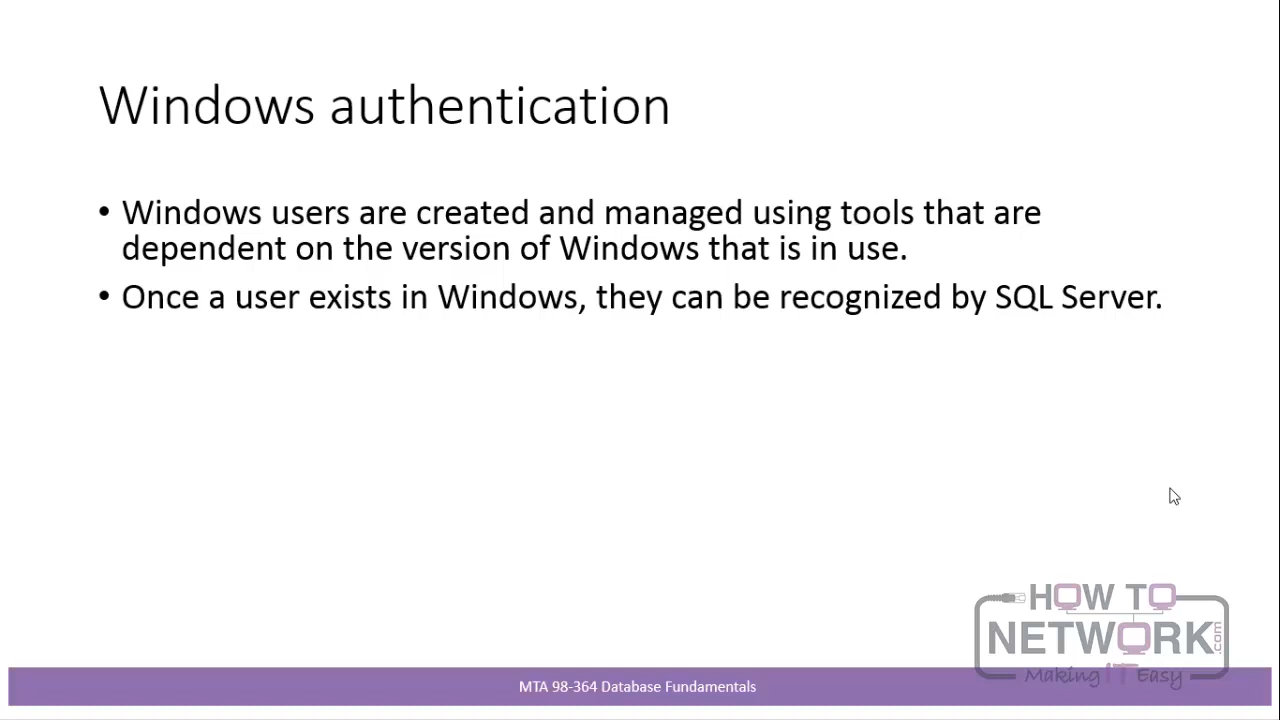 Windows authentication
• Windows users are created and managed using tools that are
dependent on the version of Windows that is in use.
• Once a user exists in Windows, they can be recognized by SQL Server.
HOW TO
NETWORK.com
Making IT Easy
MTA 98-364 Database Fundamentals